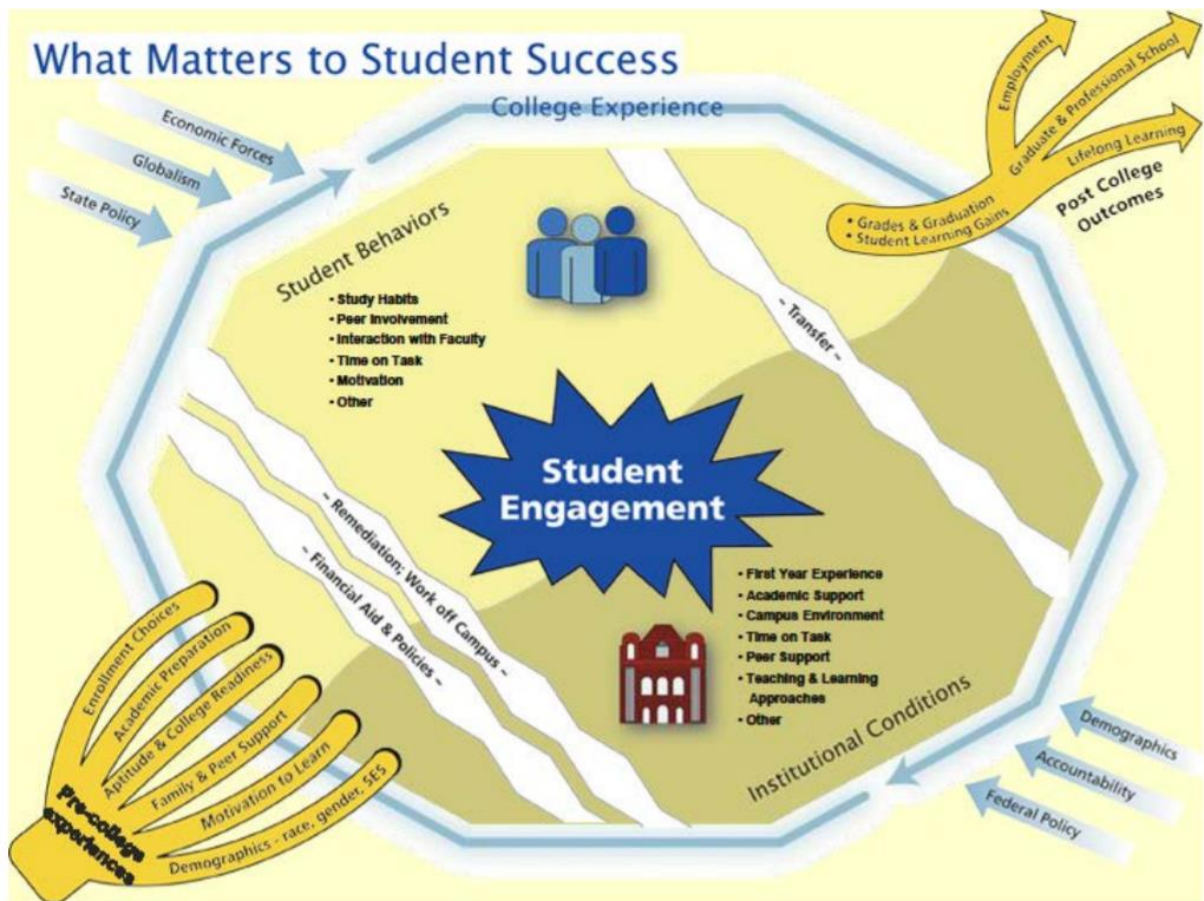 What Matters to Student Success
College Experience
Economic Forces
Globalism
State Policy
Employment
Graduate & Professional School
Lifelong Learning
• Grades & Graduation
• Student Learning Gains
Post College
Outcomes
Student Behaviors
• Study Habits
• Peer Involvement
• Interaction with Faculty
• Time on Task
• Motivation
• Other
~ Transfer ~
Student
Engagement
~ Remediation; Work off Campus ~
~ Financial Aid & Policies ~
• First Year Experience
• Academic Support
• Campus Environment
• Time on Task
• Peer Support
• Teaching & Learning
Approaches
• Other
Institutional Conditions
Enrollment Choices
Academic Preparation
Aptitude & College Readiness
Family & Peer Support
Motivation to Learn
Demographics - race, gender, SES
pre-college
experiences
Demographics
Accountability
Federal Policy